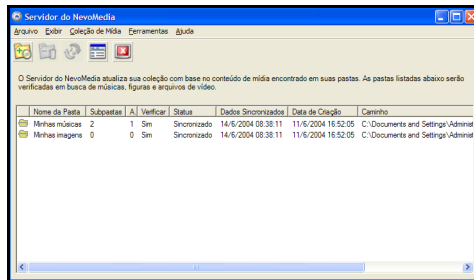 Servidor do NevoMedia
Arquivo Exibir Coleção de Mídia Ferramentas Ajuda
O Servidor do NevoMedia atualiza sua coleção com base no conteúdo de mídia encontrado em suas pastas. As pastas listadas abaixo serão
verificadas em busca de músicas, figuras e arquivos de vídeo.
Nome da Pasta Subpastas A. Verificar Status Dados Sincronizados Data de Criação Caminho
Minhas músicas 2 1 Sim Sincronizado 14/6/2004 08:38:11 11/6/2004 16:52:05 C:\Documents and Settings\Administ
Minhas imagens 0 0 Sim Sincronizado 14/6/2004 08:38:11 11/6/2004 16:52:05 C:\Documents and Settings\Administ